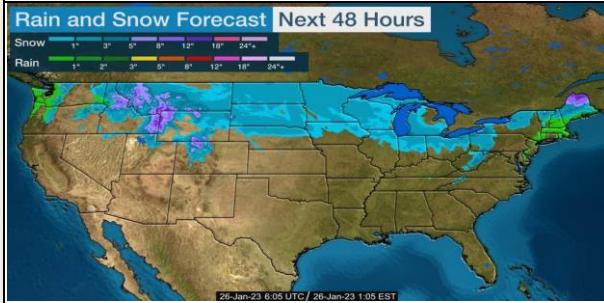 Rain and Snow Forecast Next 48 Hours
Snow
1" 3" 5" 8" 12" 18" 24"+
Rain
1" 2" 3" 5" 8" 12" 18" 24"+
26-Jan-23 6:05 UTC / 26-Jan-23 1:05 EST